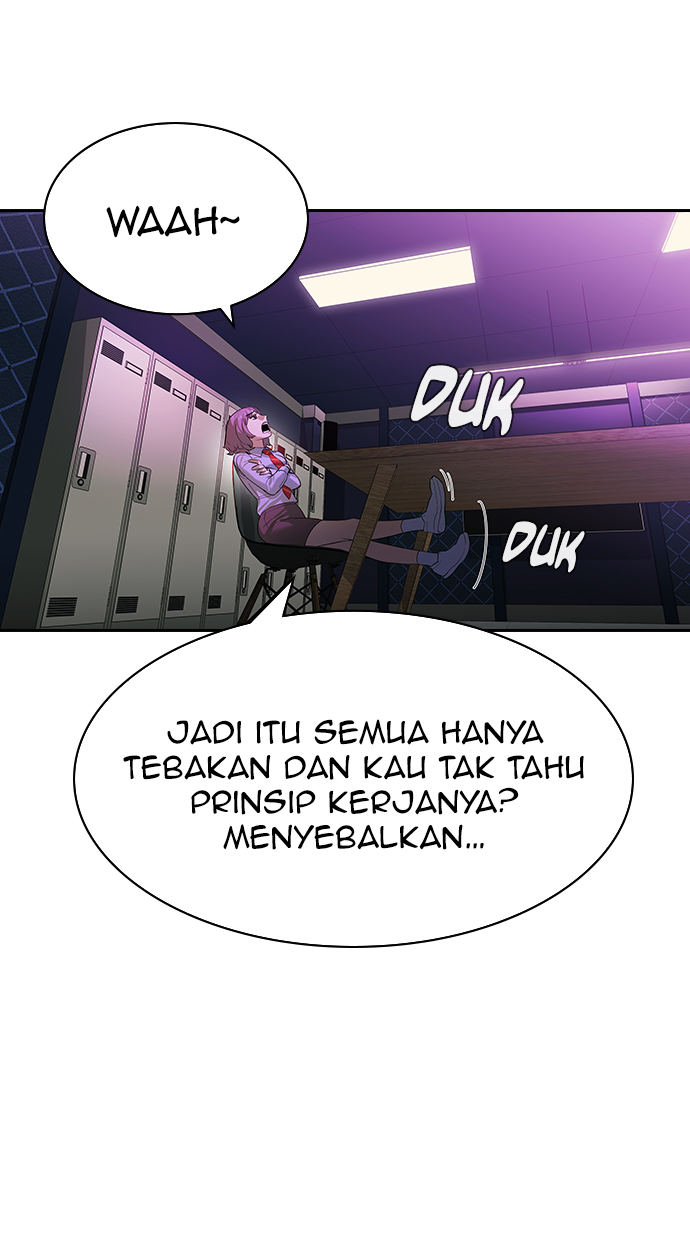 WAAH~
DUK
DUK
JADI ITU SEMUA HANYA
TEBAKAN DAN KAU TAK TAHU
PRINSIP KERJANYA?
MENYEBALKAN...